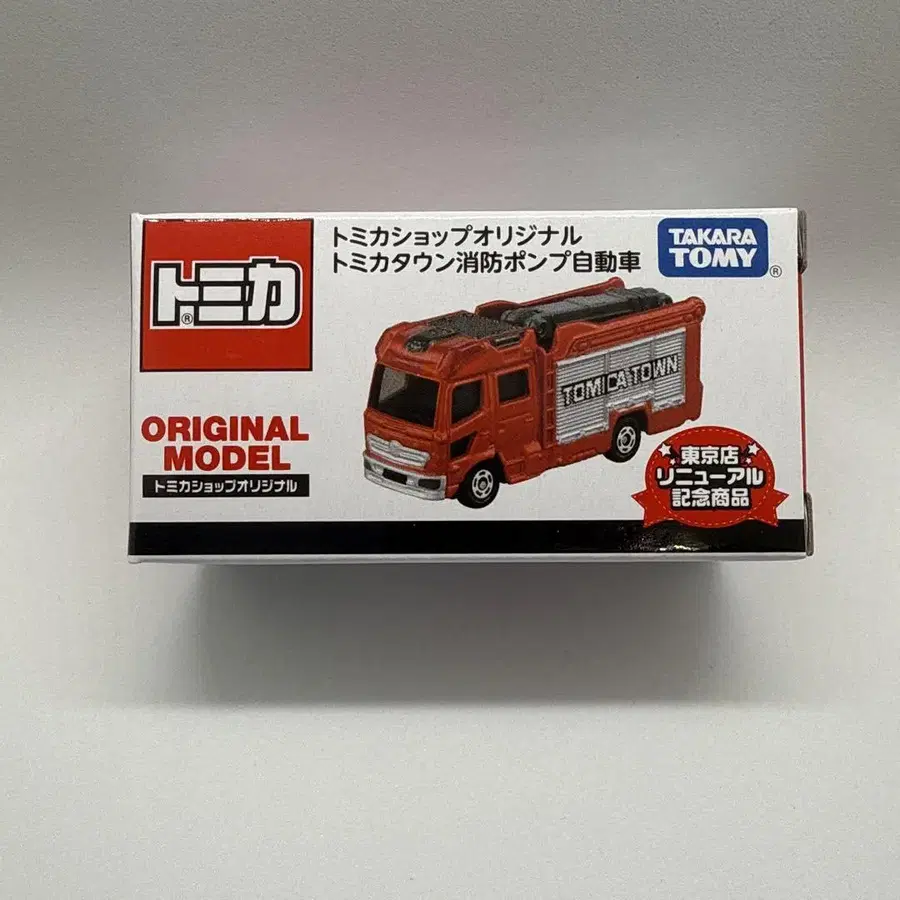 トミカ
®
トミカショップオリジナル
トミカタウン消防ポンプ自動車
TAKARA
TOMY
®
TOMICA TOWN
ORIGINAL
MODEL
トミカショップオリジナル
東京店
リニューアル
記念商品